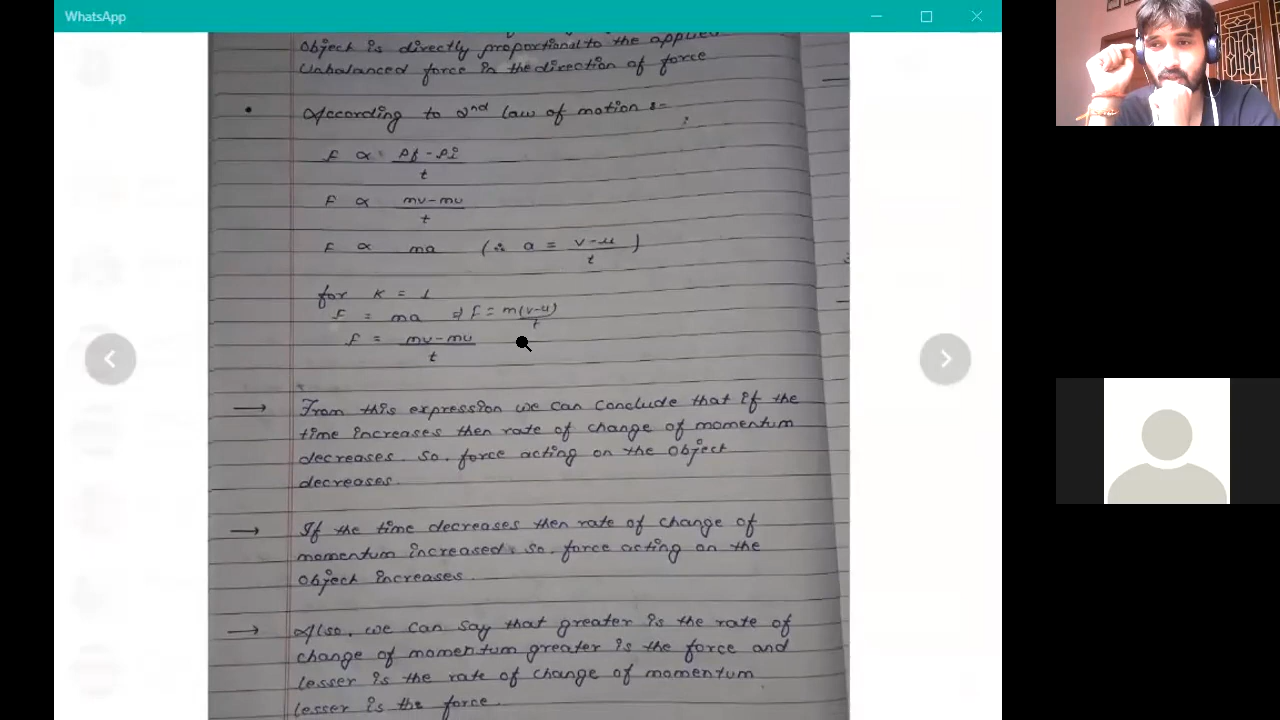 WhatsApp
object is directly proportional to the applied
Unbalanced force in the direction of force
• According to 2nd law of motion :-
F ∝ Pf - Pi / t
F ∝ mv - mu / t
F ∝ ma (∵ a = v - u / t)
for K = 1
F = ma ⇒ F = m(v-u) / t
F = mv - mu / t
→ From this expression we can conclude that if the
time increases then rate of change of momentum
decreases. so, force acting on the object
decreases.
→ If the time decreases then rate of change of
momentum increased. so, force acting on the
object increases.
→ Also, we can say that greater is the rate of
change of momentum greater is the force and
lesser is the rate of change of momentum
lesser is the force.